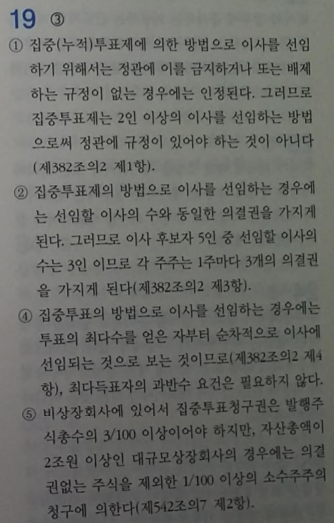 19 ③
① 집중(누적)투표제에 의한 방법으로 이사를 선임
하기 위해서는 정관에 이를 금지하거나 또는 배제
하는 규정이 없는 경우에는 인정된다. 그러므로
집중투표제는 2인 이상의 이사를 선임하는 방법
으로써 정관에 규정이 있어야 하는 것이 아니다
(제382조의2 제1항).
② 집중투표제의 방법으로 이사를 선임하는 경우에
는 선임할 이사의 수와 동일한 의결권을 가지게
된다. 그러므로 이사 후보자 5인 중 선임할 이사의
수는 3인 이므로 각 주주는 1주마다 3개의 의결권
을 가지게 된다(제382조의2 제3항).
④ 집중투표의 방법으로 이사를 선임하는 경우에는
투표의 최다수를 얻은 자부터 순차적으로 이사에
선임되는 것으로 보는 것이므로(제382조의2 제4
항), 최다득표자의 과반수 요건은 필요하지 않다.
⑤ 비상장회사에 있어서 집중투표청구권은 발행주
식총수의 3/100 이상이어야 하지만, 자산총액이
2조원 이상인 대규모상장회사의 경우에는 의결
권없는 주식을 제외한 1/100 이상의 소수주주의
청구에 의한다(제542조의7 제2항).